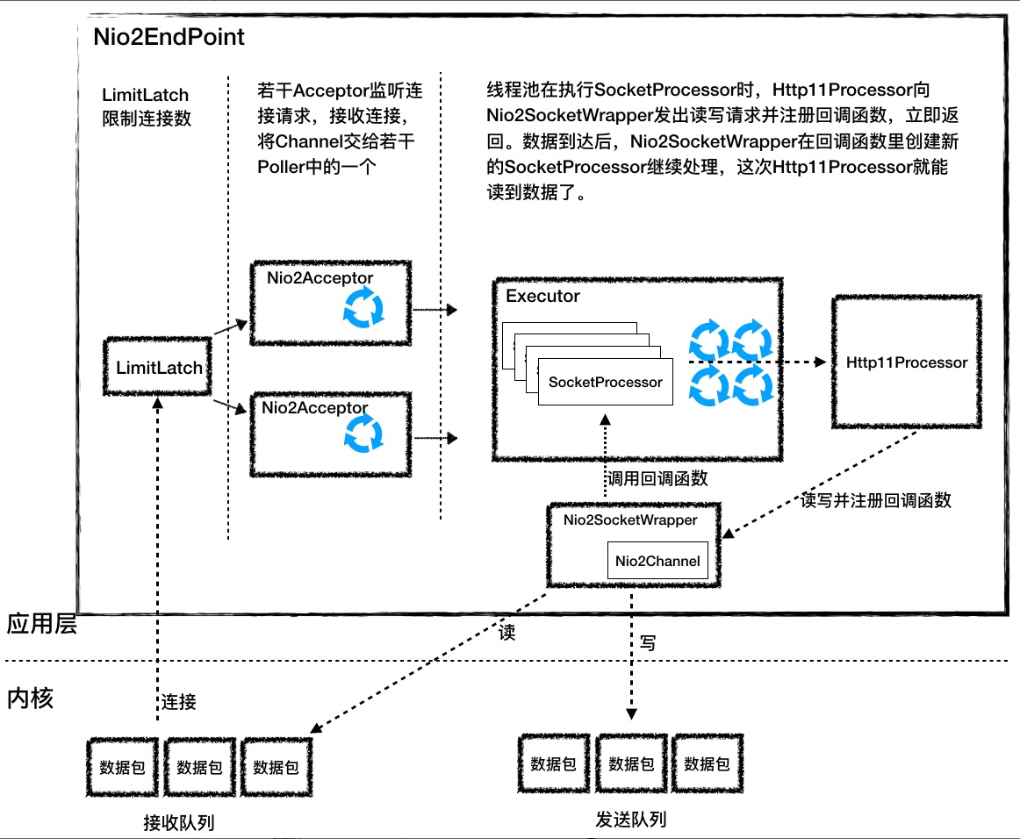 Nio2EndPoint
LimitLatch
限制连接数
若干Acceptor监听连
接请求，接收连接，
将Channel交给若干
Poller中的一个
线程池在执行SocketProcessor时，Http11Processor向
Nio2SocketWrapper发出读写请求并注册回调函数，立即返
回。数据到达后，Nio2SocketWrapper在回调函数里创建新
的SocketProcessor继续处理，这次Http11Processor就能
读到数据了。
Nio2Acceptor
Executor
LimitLatch
SocketProcessor
Http11Processor
Nio2Acceptor
调用回调函数
读写并注册回调函数
Nio2SocketWrapper
Nio2Channel
应用层
读
写
内核
连接
数据包
数据包
数据包
数据包
数据包
数据包
接收队列
发送队列